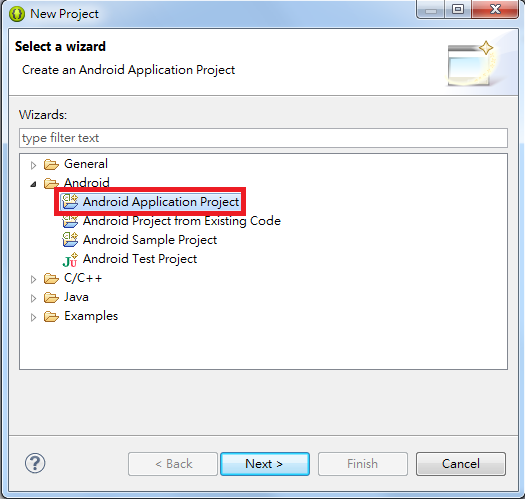 New Project
Select a wizard
Create an Android Application Project
Wizards:
type filter text
General
Android
Android Application Project
Android Project from Existing Code
Android Sample Project
Android Test Project
C/C++
Java
Examples
< Back
Next >
Finish
Cancel